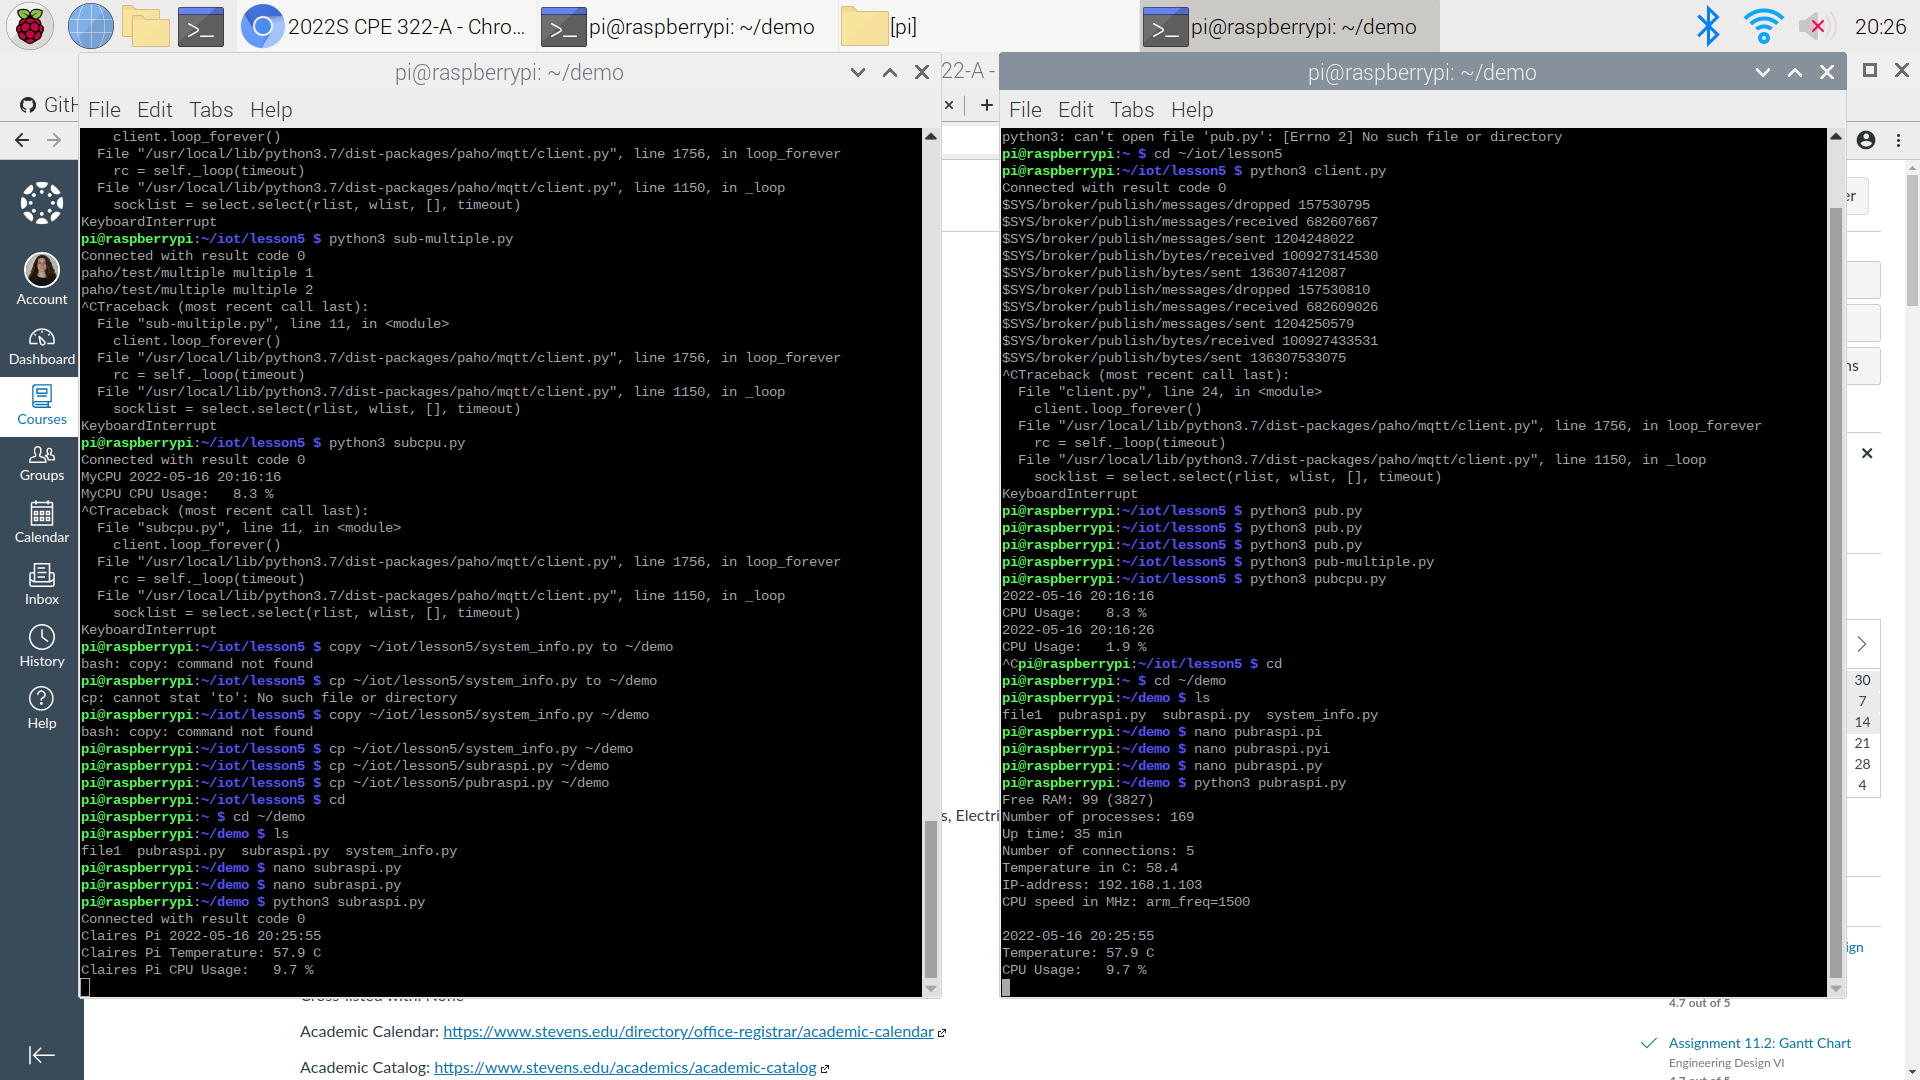 2022S CPE 322-A - Chro...
pi@raspberrypi: ~/demo
[pi]
pi@raspberrypi: ~/demo
20:26
pi@raspberrypi: ~/demo
File Edit Tabs Help
client.loop_forever()
File "/usr/local/lib/python3.7/dist-packages/paho/mqtt/client.py", line 1756, in loop_forever
rc = self._loop(timeout)
File "/usr/local/lib/python3.7/dist-packages/paho/mqtt/client.py", line 1150, in _loop
socklist = select.select(rlist, wlist, [], timeout)
KeyboardInterrupt
pi@raspberrypi:~/iot/lesson5 $ python3 sub-multiple.py
Connected with result code 0
paho/test/multiple multiple 1
paho/test/multiple multiple 2
^CTraceback (most recent call last):
File "sub-multiple.py", line 11, in <module>
client.loop_forever()
File "/usr/local/lib/python3.7/dist-packages/paho/mqtt/client.py", line 1756, in loop_forever
rc = self._loop(timeout)
File "/usr/local/lib/python3.7/dist-packages/paho/mqtt/client.py", line 1150, in _loop
socklist = select.select(rlist, wlist, [], timeout)
KeyboardInterrupt
pi@raspberrypi:~/iot/lesson5 $ python3 subcpu.py
Connected with result code 0
MyCPU 2022-05-16 20:16:16
MyCPU CPU Usage:   8.3 %
^CTraceback (most recent call last):
File "subcpu.py", line 11, in <module>
client.loop_forever()
File "/usr/local/lib/python3.7/dist-packages/paho/mqtt/client.py", line 1756, in loop_forever
rc = self._loop(timeout)
File "/usr/local/lib/python3.7/dist-packages/paho/mqtt/client.py", line 1150, in _loop
socklist = select.select(rlist, wlist, [], timeout)
KeyboardInterrupt
pi@raspberrypi:~/iot/lesson5 $ copy ~/iot/lesson5/system_info.py to ~/demo
bash: copy: command not found
pi@raspberrypi:~/iot/lesson5 $ cp ~/iot/lesson5/system_info.py to ~/demo
cp: cannot stat 'to': No such file or directory
pi@raspberrypi:~/iot/lesson5 $ copy ~/iot/lesson5/system_info.py ~/demo
bash: copy: command not found
pi@raspberrypi:~/iot/lesson5 $ cp ~/iot/lesson5/system_info.py ~/demo
pi@raspberrypi:~/iot/lesson5 $ cp ~/iot/lesson5/subraspi.py ~/demo
pi@raspberrypi:~/iot/lesson5 $ cp ~/iot/lesson5/pubraspi.py ~/demo
pi@raspberrypi:~/iot/lesson5 $ cd
pi@raspberrypi:~ $ cd ~/demo
pi@raspberrypi:~/demo $ ls
file1  pubraspi.py  subraspi.py  system_info.py
pi@raspberrypi:~/demo $ nano subraspi.py
pi@raspberrypi:~/demo $ nano subraspi.py
pi@raspberrypi:~/demo $ python3 subraspi.py
Connected with result code 0
Claires Pi 2022-05-16 20:25:55
Claires Pi Temperature: 57.9 C
Claires Pi CPU Usage:   9.7 %
pi@raspberrypi: ~/demo
File Edit Tabs Help
python3: can't open file 'pub.py': [Errno 2] No such file or directory
pi@raspberrypi:~ $ cd ~/iot/lesson5
pi@raspberrypi:~/iot/lesson5 $ python3 client.py
Connected with result code 0
$SYS/broker/publish/messages/dropped 157530795
$SYS/broker/publish/messages/received 682607667
$SYS/broker/publish/messages/sent 1204248022
$SYS/broker/publish/bytes/received 100927314530
$SYS/broker/publish/bytes/sent 136307412087
$SYS/broker/publish/messages/dropped 157530810
$SYS/broker/publish/messages/received 682609026
$SYS/broker/publish/messages/sent 1204250579
$SYS/broker/publish/bytes/received 100927433531
$SYS/broker/publish/bytes/sent 136307533075
^CTraceback (most recent call last):
File "client.py", line 24, in <module>
client.loop_forever()
File "/usr/local/lib/python3.7/dist-packages/paho/mqtt/client.py", line 1756, in loop_forever
rc = self._loop(timeout)
File "/usr/local/lib/python3.7/dist-packages/paho/mqtt/client.py", line 1150, in _loop
socklist = select.select(rlist, wlist, [], timeout)
KeyboardInterrupt
pi@raspberrypi:~/iot/lesson5 $ python3 pub.py
pi@raspberrypi:~/iot/lesson5 $ python3 pub.py
pi@raspberrypi:~/iot/lesson5 $ python3 pub.py
pi@raspberrypi:~/iot/lesson5 $ python3 pub-multiple.py
pi@raspberrypi:~/iot/lesson5 $ python3 pubcpu.py
2022-05-16 20:16:16
CPU Usage:   8.3 %
2022-05-16 20:16:26
CPU Usage:   1.9 %
^Cpi@raspberrypi:~/iot/lesson5 $ cd
pi@raspberrypi:~ $ cd ~/demo
pi@raspberrypi:~/demo $ ls
file1  pubraspi.py  subraspi.py  system_info.py
pi@raspberrypi:~/demo $ nano pubraspi.pi
pi@raspberrypi:~/demo $ nano pubraspi.pyi
pi@raspberrypi:~/demo $ nano pubraspi.py
pi@raspberrypi:~/demo $ python3 pubraspi.py
Free RAM: 99 (3827)
Number of processes: 169
Up time: 35 min
Number of connections: 5
Temperature in C: 58.4
IP-address: 192.168.1.103
CPU speed in MHz: arm_freq=1500
2022-05-16 20:25:55
Temperature: 57.9 C
CPU Usage:   9.7 %
22-A -
GitH
Account
Dashboard
Courses
Groups
Calendar
Inbox
History
Help
er
ns
30
7
14
21
28
4
s, Electri
ign
4.7 out of 5
Academic Calendar: https://www.stevens.edu/directory/office-registrar/academic-calendar
Academic Catalog: https://www.stevens.edu/academics/academic-catalog
Assignment 11.2: Gantt Chart
Engineering Design VI